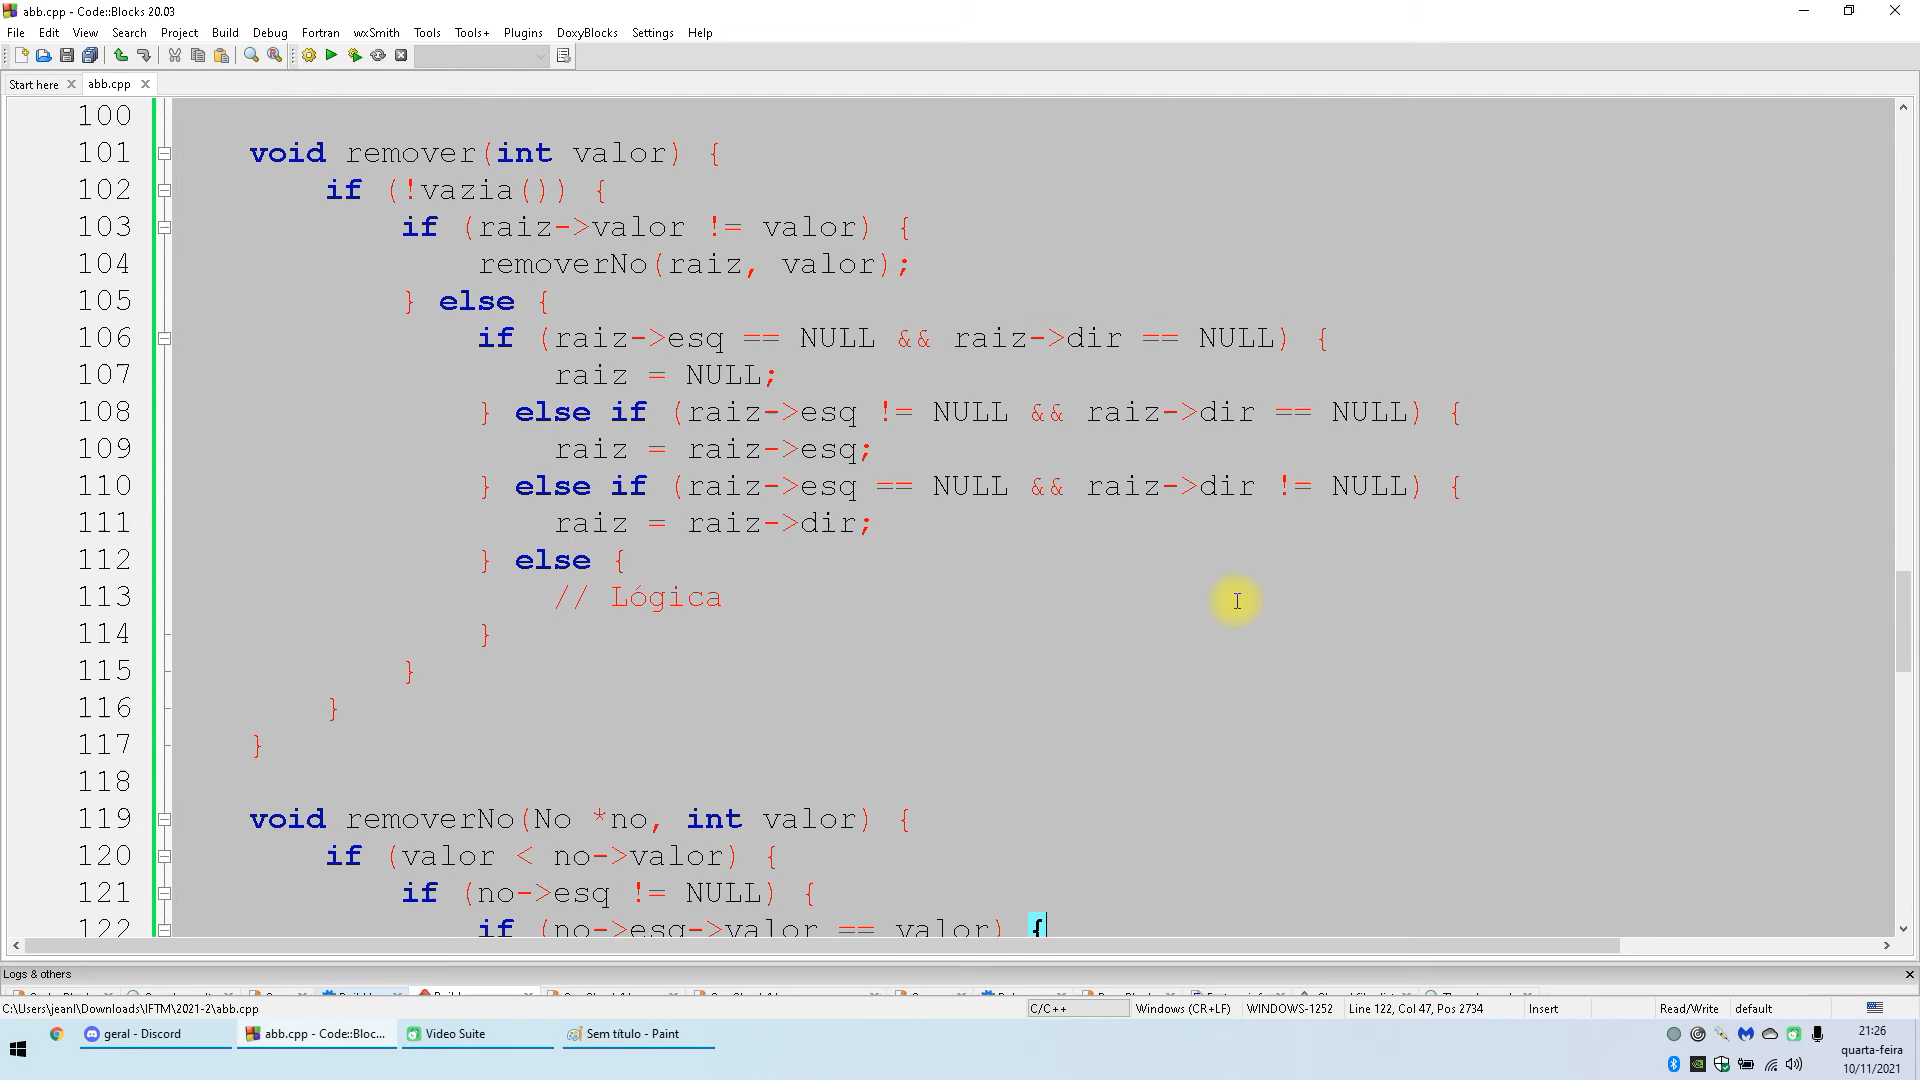 abb.cpp - Code::Blocks 20.03
File Edit View Search Project Build Debug Fortran wxSmith Tools Tools+ Plugins DoxyBlocks Settings Help
Start here abb.cpp
100
101 void remover(int valor) {
102 if (!vazia()) {
103 if (raiz->valor != valor) {
104 removerNo(raiz, valor);
105 } else {
106 if (raiz->esq == NULL && raiz->dir == NULL) {
107 raiz = NULL;
108 } else if (raiz->esq != NULL && raiz->dir == NULL) {
109 raiz = raiz->esq;
110 } else if (raiz->esq == NULL && raiz->dir != NULL) {
111 raiz = raiz->dir;
112 } else {
113 // Lógica
114 }
115 }
116 }
117 }
118
119 void removerNo(No *no, int valor) {
120 if (valor < no->valor) {
121 if (no->esq != NULL) {
122 if (no->esq->valor == valor) {
Logs & others
C:\Users\jeanl\Downloads\IFTM\2021-2\abb.cpp C/C++ Windows (CR+LF) WINDOWS-1252 Line 122, Col 47, Pos 2734 Insert Read/Write default
geral - Discord abb.cpp - Code::Bloc... Video Suite Sem título - Paint
21:26
quarta-feira
10/11/2021